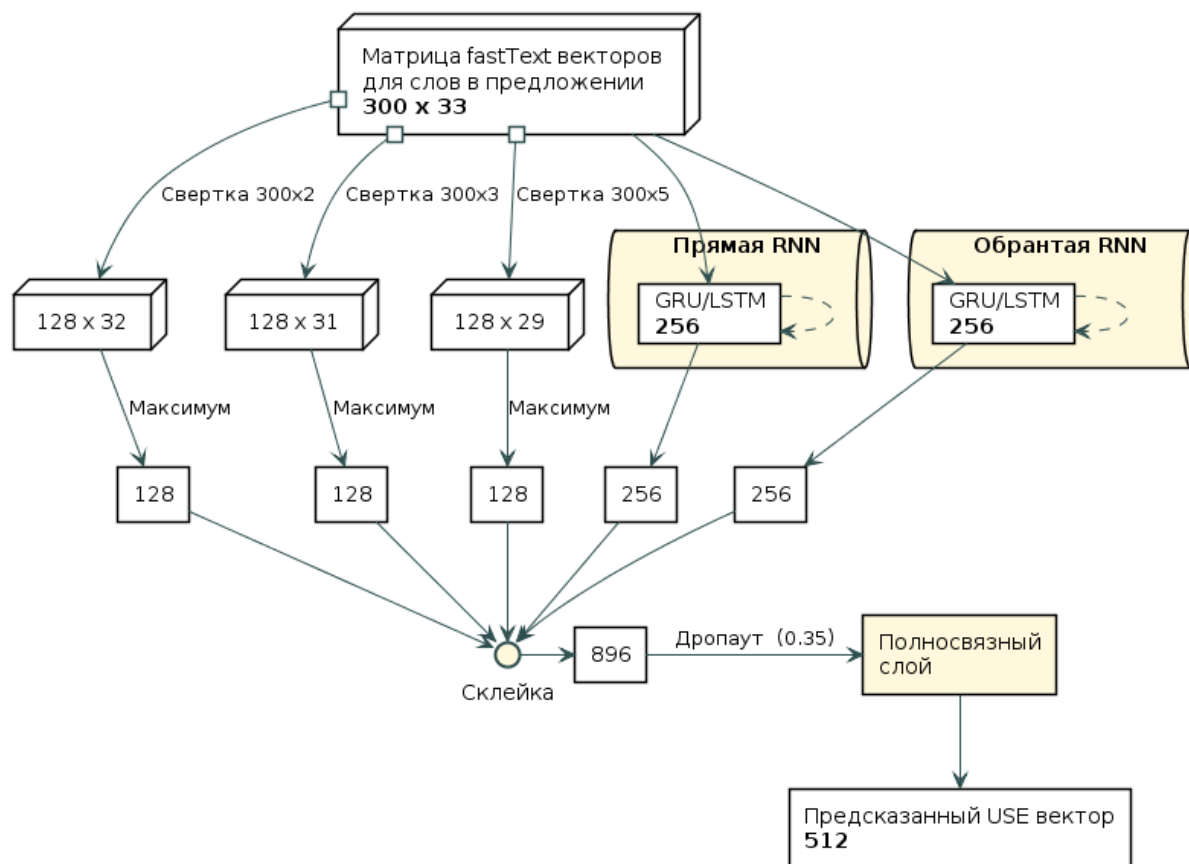 Матрица fastText векторов
для слов в предложении
300 x 33
Свертка 300x2
Свертка 300x3
Свертка 300x5
Прямая RNN
Обрантая RNN
GRU/LSTM
256
GRU/LSTM
256
128 x 32
128 x 31
128 x 29
Максимум
Максимум
Максимум
128
128
128
256
256
Склейка
896
Дропаут (0.35)
Полносвязный
слой
Предсказанный USE вектор
512